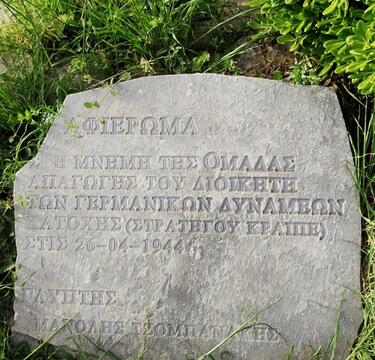 ΑΦΙΕΡΩΜΑ
Η ΜΝΗΜΗ ΤΗΣ ΟΜΑΔΑΣ
ΑΠΑΓΩΓΗΣ ΤΟΥ ΔΙΟΙΚΗΤΗ
ΤΩΝ ΓΕΡΜΑΝΙΚΩΝ ΔΥΝΑΜΕΩΝ
ΚΑΤΟΧΗΣ (ΣΤΡΑΤΗΓΟΥ ΚΡΑΙΠΕ)
ΣΤΙΣ 26-04-1944
ΓΛΥΠΤΗΣ
ΜΑΝΟΛΗΣ ΤΖΟΜΠΑΝΑΚΗΣ